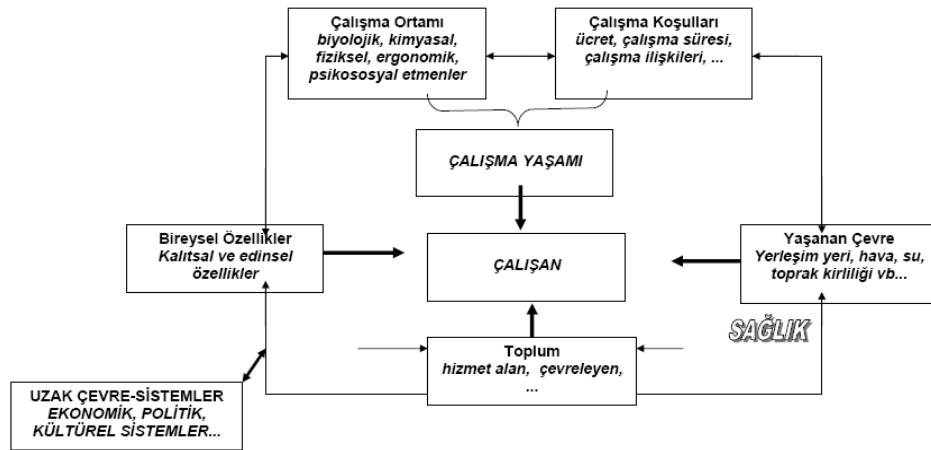 Çalışma Ortamı
biyolojik, kimyasal,
fiziksel, ergonomik,
psikososyal etmenler
Çalışma Koşulları
ücret, çalışma süresi,
çalışma ilişkileri, ...
ÇALIŞMA YAŞAMI
Bireysel Özellikler
Kalıtsal ve edinsel
özellikler
ÇALIŞAN
Yaşanan Çevre
Yerleşim yeri, hava, su,
toprak kirliliği vb...
SAĞLIK
Toplum
hizmet alan, çevreleyen,
...
UZAK ÇEVRE-SİSTEMLER
EKONOMİK, POLİTİK,
KÜLTÜREL SİSTEMLER...